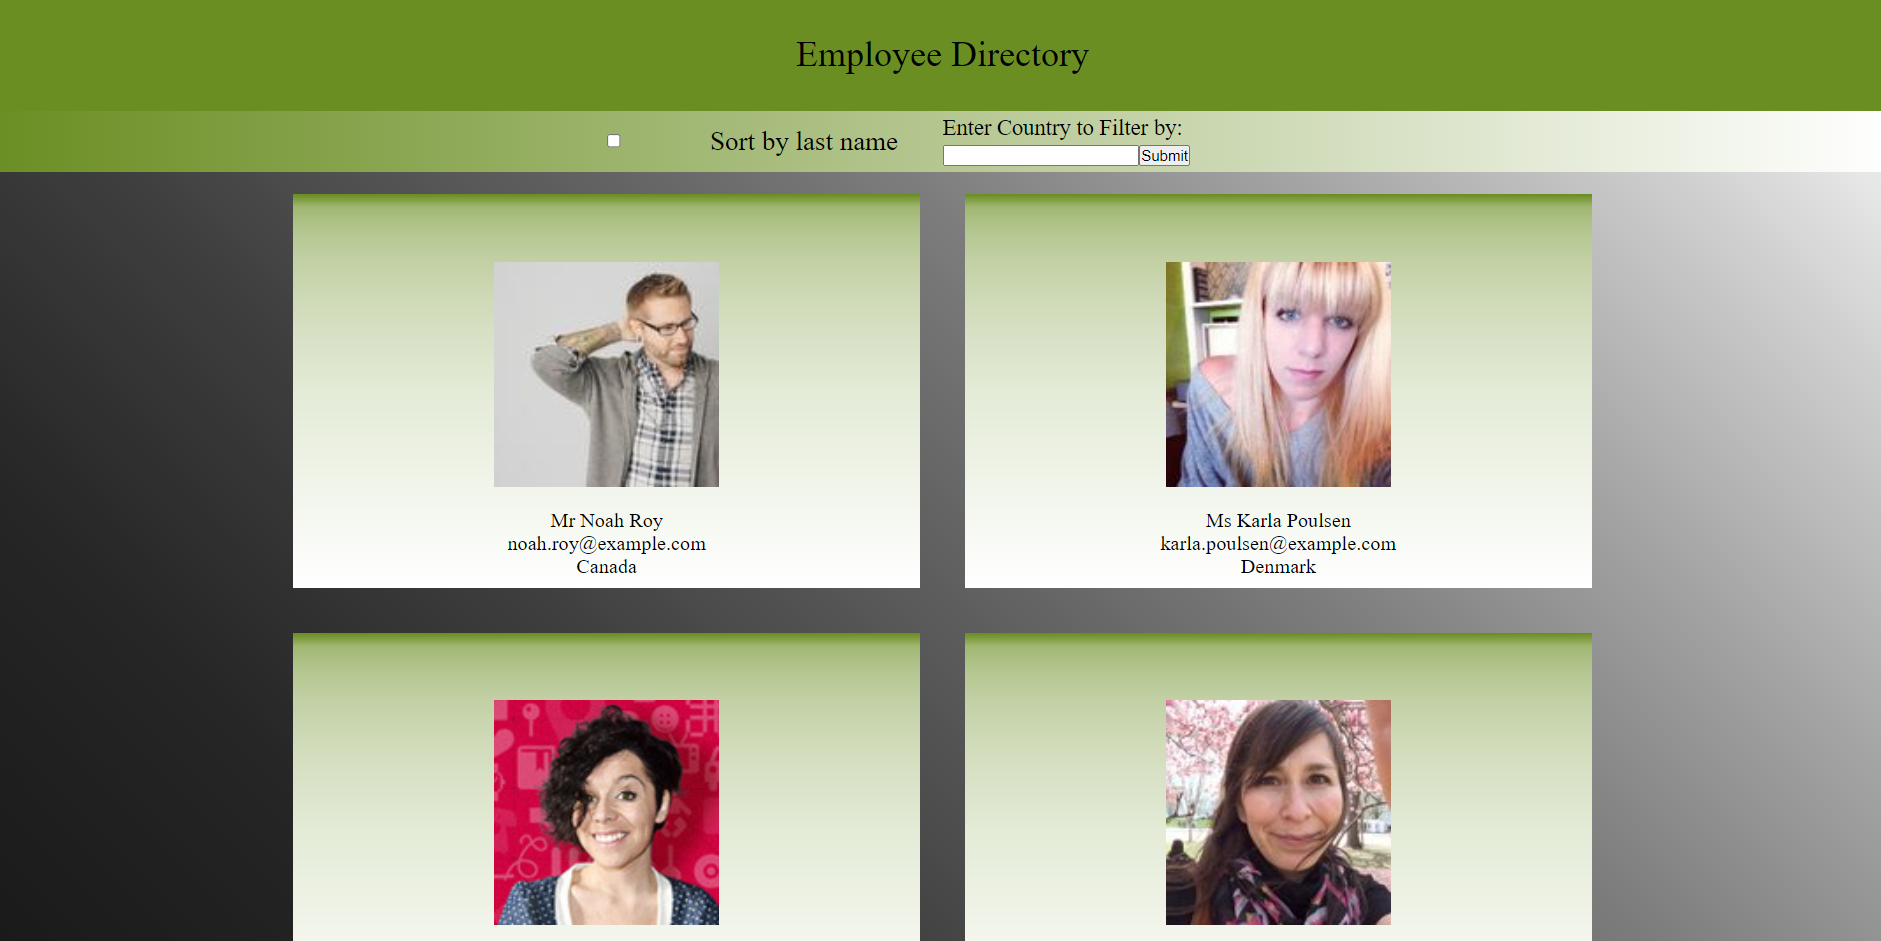 Employee Directory
Sort by last name
Enter Country to Filter by:
Submit
Mr Noah Roy
noah.roy@example.com
Canada
Ms Karla Poulsen
karla.poulsen@example.com
Denmark